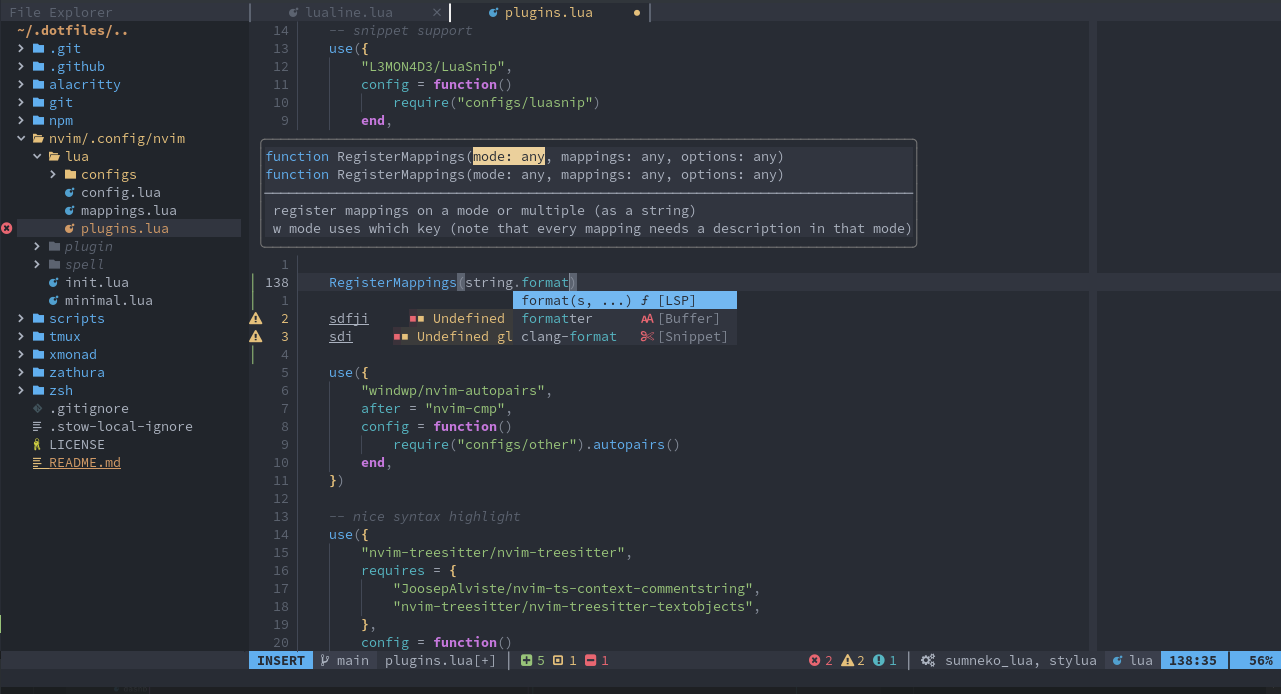 File Explorer
~/.dotfiles/..
.git
.github
alacritty
git
npm
nvim/.config/nvim
lua
configs
config.lua
mappings.lua
plugins.lua
plugin
spell
init.lua
minimal.lua
scripts
tmux
xmonad
zathura
zsh
.gitignore
.stow-local-ignore
LICENSE
README.md
lualine.lua ×
plugins.lua ●
14 -- snippet support
13 use({
12 "L3MON4D3/LuaSnip",
11 config = function()
10 require("configs/luasnip")
9 end,
function RegisterMappings(mode: any, mappings: any, options: any)
function RegisterMappings(mode: any, mappings: any, options: any)
register mappings on a mode or multiple (as a string)
w mode uses which key (note that every mapping needs a description in that mode)
1
138 RegisterMappings(string.format)
1 format(s, ...) ƒ [LSP]
2 sdfji Undefined formatter [Buffer]
3 sdi Undefined gl clang-format [Snippet]
4
5 use({
6 "windwp/nvim-autopairs",
7 after = "nvim-cmp",
8 config = function()
9 require("configs/other").autopairs()
10 end,
11 })
12
13 -- nice syntax highlight
14 use({
15 "nvim-treesitter/nvim-treesitter",
16 requires = {
17 "JoosepAlviste/nvim-ts-context-commentstring",
18 "nvim-treesitter/nvim-treesitter-textobjects",
19 },
20 config = function()
INSERT main plugins.lua[+] 5 1 1 2 2 1 sumneko_lua, stylua lua 138:35 56%